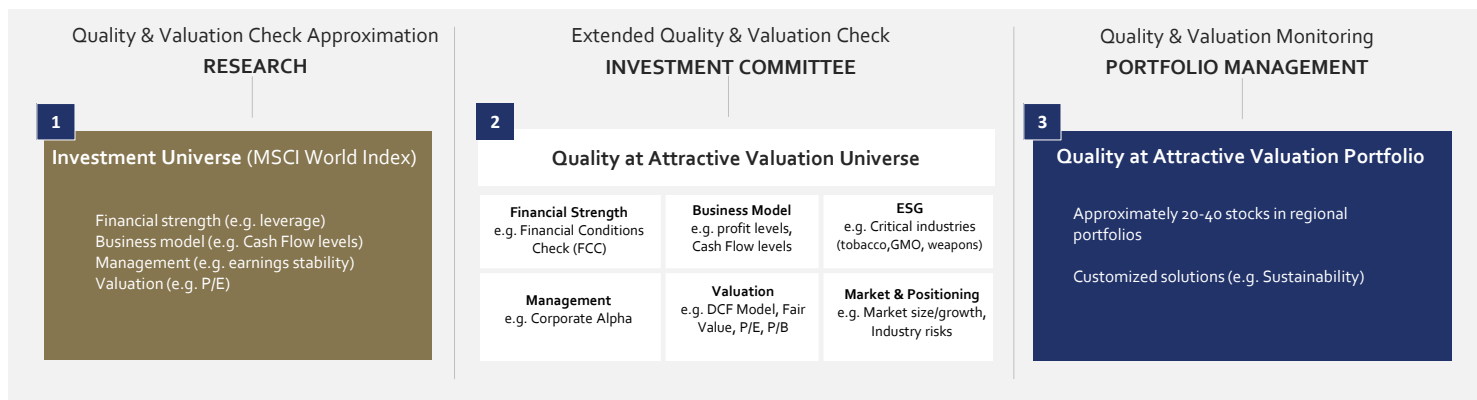 Quality & Valuation Check Approximation
RESEARCH
1
Investment Universe (MSCI World Index)
Financial strength (e.g. leverage)
Business model (e.g. Cash Flow levels)
Management (e.g. earnings stability)
Valuation (e.g. P/E)
Extended Quality & Valuation Check
INVESTMENT COMMITTEE
2
Quality at Attractive Valuation Universe
Financial Strength
e.g. Financial Conditions
Check (FCC)
Business Model
e.g. profit levels,
Cash Flow levels
ESG
e.g. Critical industries
(tobacco,GMO, weapons)
Management
e.g. Corporate Alpha
Valuation
e.g. DCF Model, Fair
Value, P/E, P/B
Market & Positioning
e.g. Market size/growth,
Industry risks
Quality & Valuation Monitoring
PORTFOLIO MANAGEMENT
3
Quality at Attractive Valuation Portfolio
Approximately 20-40 stocks in regional
portfolios
Customized solutions (e.g. Sustainability)